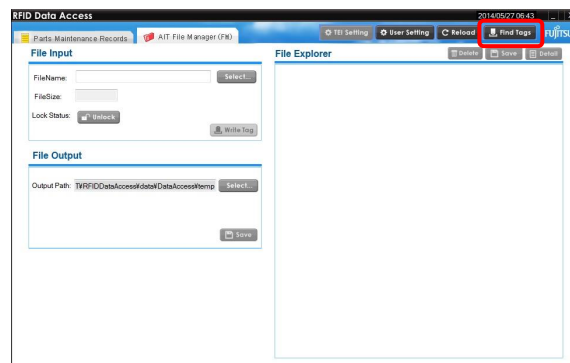 RFID Data Access 2014/05/27 06:43
Parts Maintenance Records AIT File Manager(FM) TEI Setting User Setting Reload Find Tags FUJITSU
File Input
FileName: Select...
FileSize:
Lock Status: Unlock
Write Tag
File Output
Output Path: T¥RFIDDataAccess¥data¥DataAccess¥temp Select...
Save
File Explorer Delete Save Detail